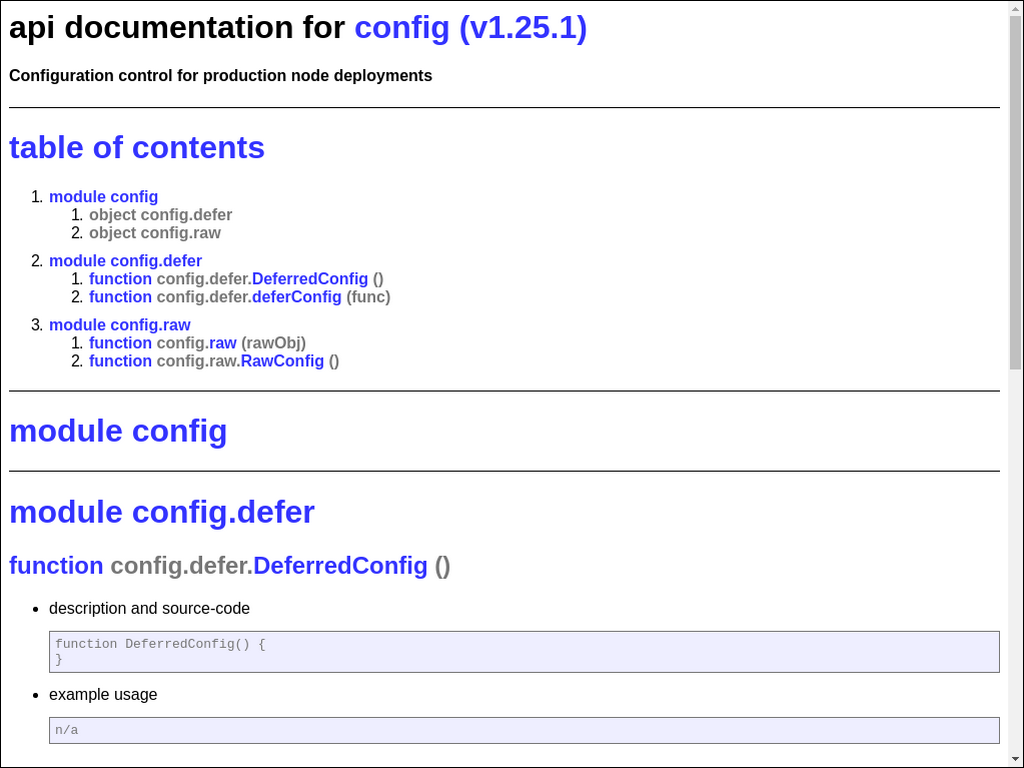 api documentation for config (v1.25.1)
Configuration control for production node deployments
table of contents
1. module config
1. object config.defer
2. object config.raw
2. module config.defer
1. function config.defer.DeferredConfig ()
2. function config.defer.deferConfig (func)
3. module config.raw
1. function config.raw (rawObj)
2. function config.raw.RawConfig ()
module config
module config.defer
function config.defer.DeferredConfig ()
• description and source-code
function DeferredConfig() {
}
• example usage
n/a